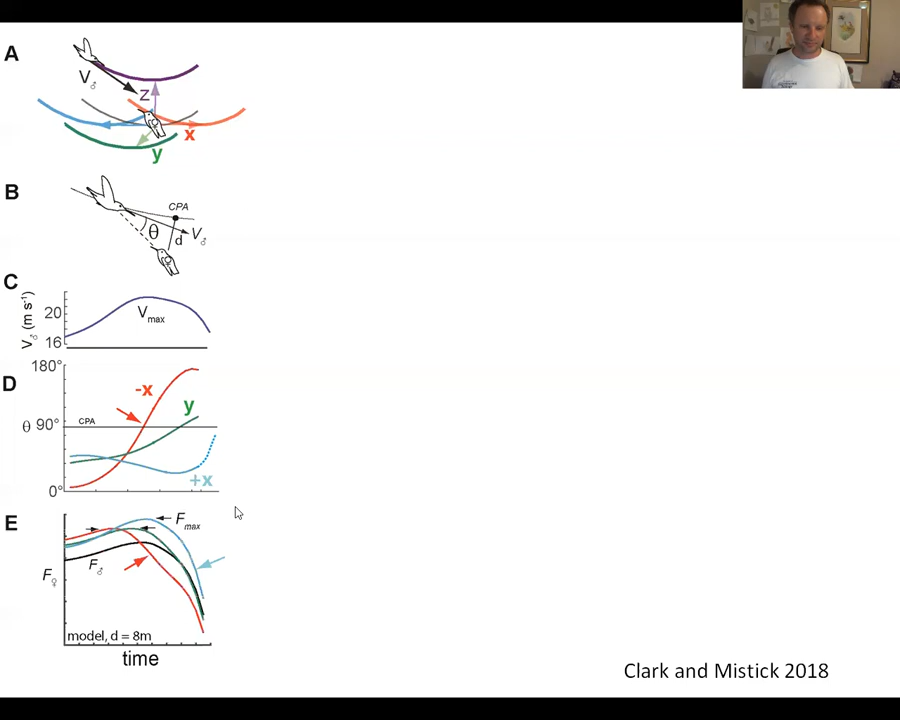 A
V♂
Z
x
y
B
CPA
θ
V♂
d
C
V♂ (m s⁻¹)
20
16
Vmax
D
180°
-x
y
CPA
θ 90°
+x
0°
E
Fmax
F♂
F♀
model, d = 8m
time
Clark and Mistick 2018